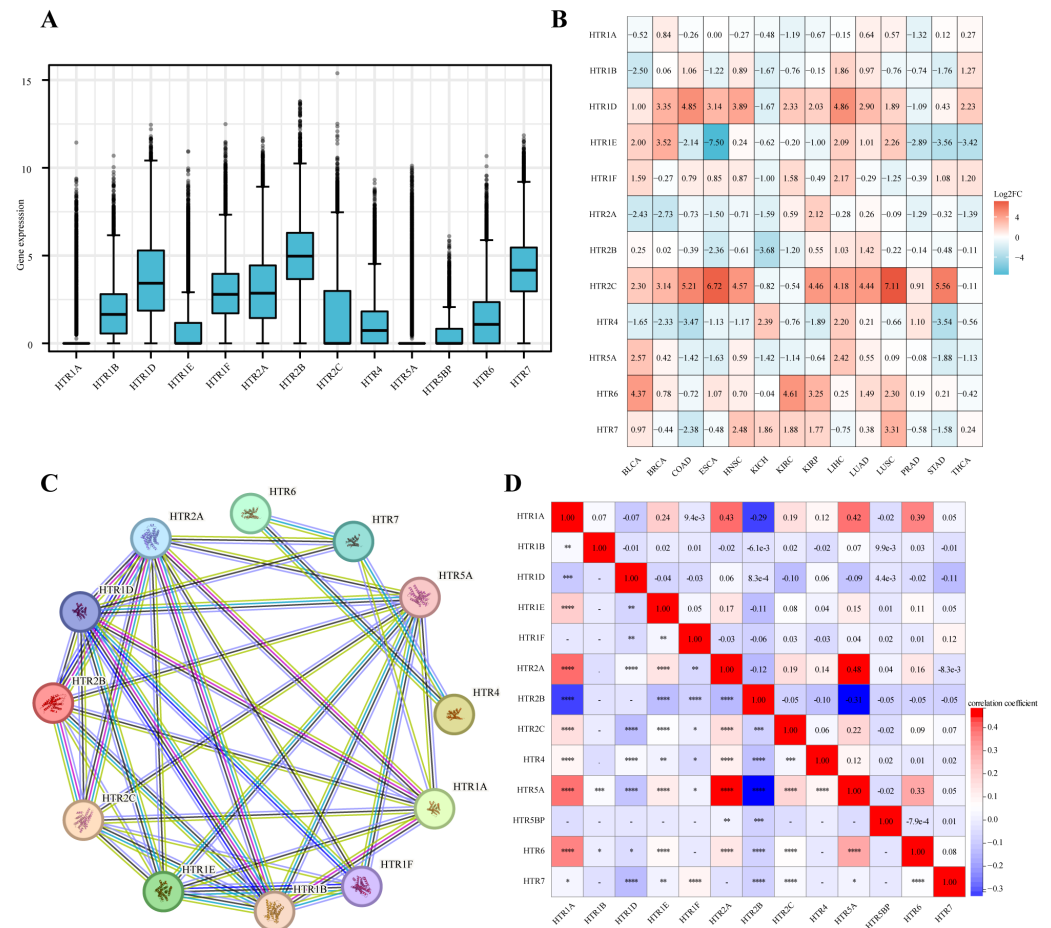 A
Gene expresssion
15
10
5
0
HTR1A HTR1B HTR1D HTR1E HTR1F HTR2A HTR2B HTR2C HTR4 HTR5A HTR5BP HTR6 HTR7
B
HTR1A −0.52 0.84 −0.26 0.00 −0.27 −0.48 −1.19 −0.67 −0.15 0.64 0.57 −1.32 0.12 0.27
HTR1B −2.50 0.06 1.06 −1.22 0.89 −1.67 −0.76 −0.15 1.86 0.97 −0.76 −0.74 −1.76 1.27
HTR1D 1.00 3.35 4.85 3.14 3.89 −1.67 2.33 2.03 4.86 2.90 1.89 −1.09 0.43 2.23
HTR1E 2.00 3.52 −2.14 −7.50 0.24 −0.62 −0.20 −1.00 2.09 1.01 2.26 −2.89 −3.56 −3.42
HTR1F 1.59 −0.27 0.79 0.85 0.87 −1.00 1.58 −0.49 2.17 −0.29 −1.25 −0.39 1.08 1.20
HTR2A −2.43 −2.73 −0.73 −1.50 −0.71 −1.59 0.59 2.12 −0.28 0.26 −0.09 −1.29 −0.32 −1.39
HTR2B 0.25 0.02 −0.39 −2.36 −0.61 −3.68 −1.20 0.55 1.03 1.42 −0.22 −0.14 −0.48 −0.11
HTR2C 2.30 3.14 5.21 6.72 4.57 −0.82 −0.54 4.46 4.18 4.44 7.11 0.91 5.56 −0.11
HTR4 −1.65 −2.33 −3.47 −1.13 −1.17 2.39 −0.76 −1.89 2.20 0.21 −0.66 1.10 −3.54 −0.56
HTR5A 2.57 0.42 −1.42 −1.63 0.59 −1.42 −1.14 −0.64 2.42 0.55 0.09 −0.08 −1.88 −1.13
HTR6 4.37 0.78 −0.72 1.07 0.70 −0.04 4.61 3.25 0.25 1.49 2.30 0.19 0.21 −0.42
HTR7 0.97 −0.44 −2.38 −0.48 2.48 1.86 1.88 1.77 −0.75 0.38 3.31 −0.58 −1.58 0.24
BLCA BRCA COAD ESCA HNSC KICH KIRC KIRP LIHC LUAD LUSC PRAD STAD THCA
Log2FC
4
0
−4
C
HTR6
HTR2A
HTR7
HTR5A
HTR1D
HTR2B
HTR4
HTR1A
HTR2C
HTR1E
HTR1B
HTR1F
D
HTR1A 1.00 0.07 -0.07 0.24 9.4e-3 0.43 -0.29 0.19 0.12 0.42 -0.02 0.39 0.05
HTR1B ** 1.00 -0.01 0.02 0.01 -0.02 -6.1e-3 0.02 -0.02 0.07 9.9e-3 0.03 -0.01
HTR1D *** - 1.00 -0.04 -0.03 0.06 8.3e-4 -0.10 0.06 -0.09 4.4e-3 -0.02 -0.11
HTR1E **** - ** 1.00 0.05 0.17 -0.11 0.08 0.04 0.15 0.01 0.11 0.05
HTR1F - - ** ** 1.00 -0.03 -0.06 0.03 -0.03 0.04 0.02 0.01 0.12
HTR2A **** - **** **** ** 1.00 -0.12 0.19 0.14 0.48 0.04 0.16 -8.3e-3
HTR2B **** - - **** **** **** 1.00 -0.05 -0.10 -0.05 -0.05 -0.05
HTR2C **** - **** **** * **** *** 1.00 0.06 0.22 -0.02 0.09 0.07
HTR4 **** - **** ** * **** **** *** 1.00 0.12 -0.02 0.01 0.02
HTR5A **** *** **** **** * **** **** **** **** 1.00 -0.02 0.33 0.05
HTR5BP - - - - - ** *** - - - 1.00 -7.9e-4 0.01
HTR6 **** * * **** - **** **** **** - **** - 1.00 0.08
HTR7 * - **** ** **** - **** **** - * - **** 1.00
HTR1A HTR1B HTR1D HTR1E HTR1F HTR2A HTR2B HTR2C HTR4 HTR5A HTR5BP HTR6 HTR7
correlation coefficient
0.4
0.3
0.2
0.1
0.0
−0.1
−0.2
−0.3